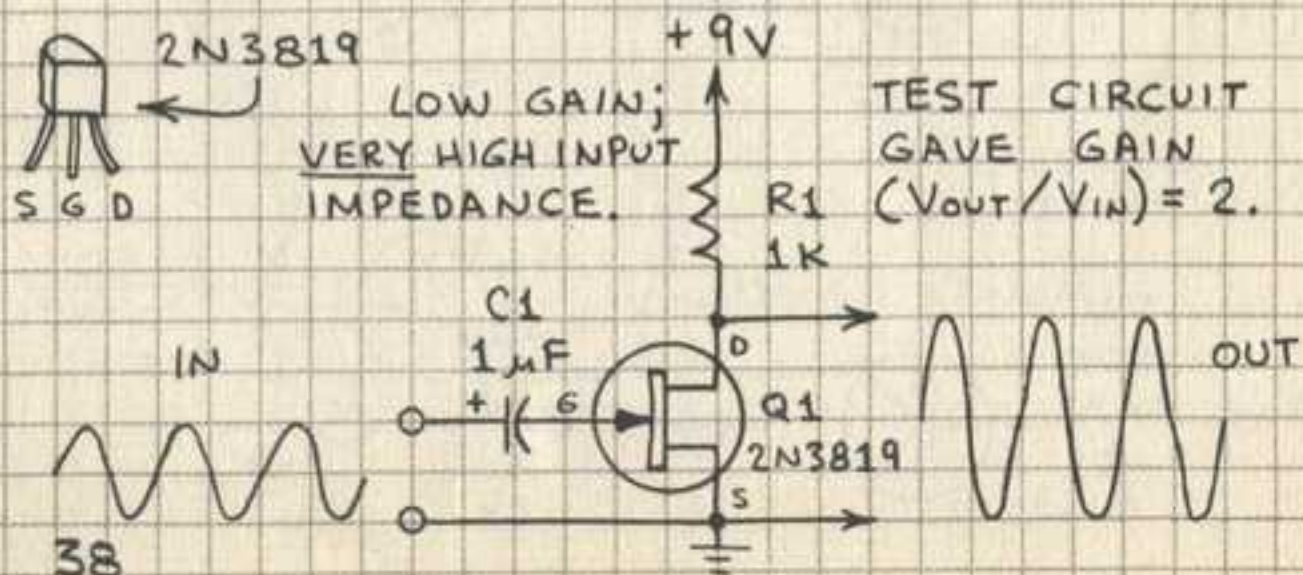 2N3819
S G D
LOW GAIN;
VERY HIGH INPUT
IMPEDANCE.
+9V
R1
1K
TEST CIRCUIT
GAVE GAIN
(VOUT/VIN) = 2.
IN
C1
1µF
+
G
D
Q1
2N3819
S
OUT
38